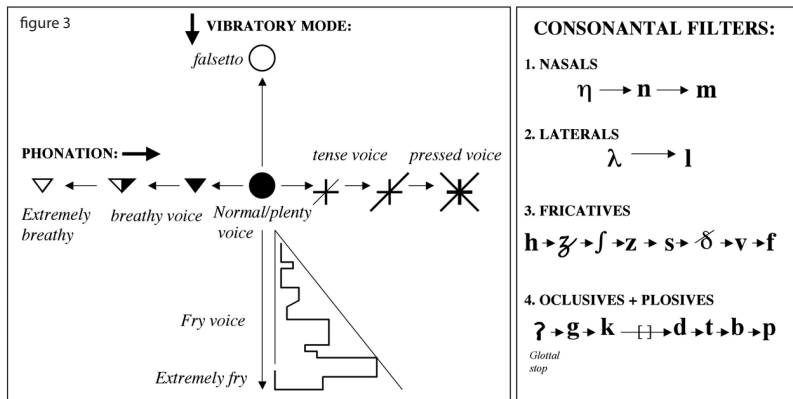 figure 3
VIBRATORY MODE:
falsetto
PHONATION:
tense voice pressed voice
Extremely breathy
breathy voice
Normal/plenty voice
Fry voice
Extremely fry
CONSONANTAL FILTERS:
1. NASALS
η → n → m
2. LATERALS
λ → l
3. FRICATIVES
h → ʒ → ʃ → z → s → δ → v → f
4. OCLUSIVES + PLOSIVES
ʔ → g → k → [ ] → d → t → b → p
Glottal
stop